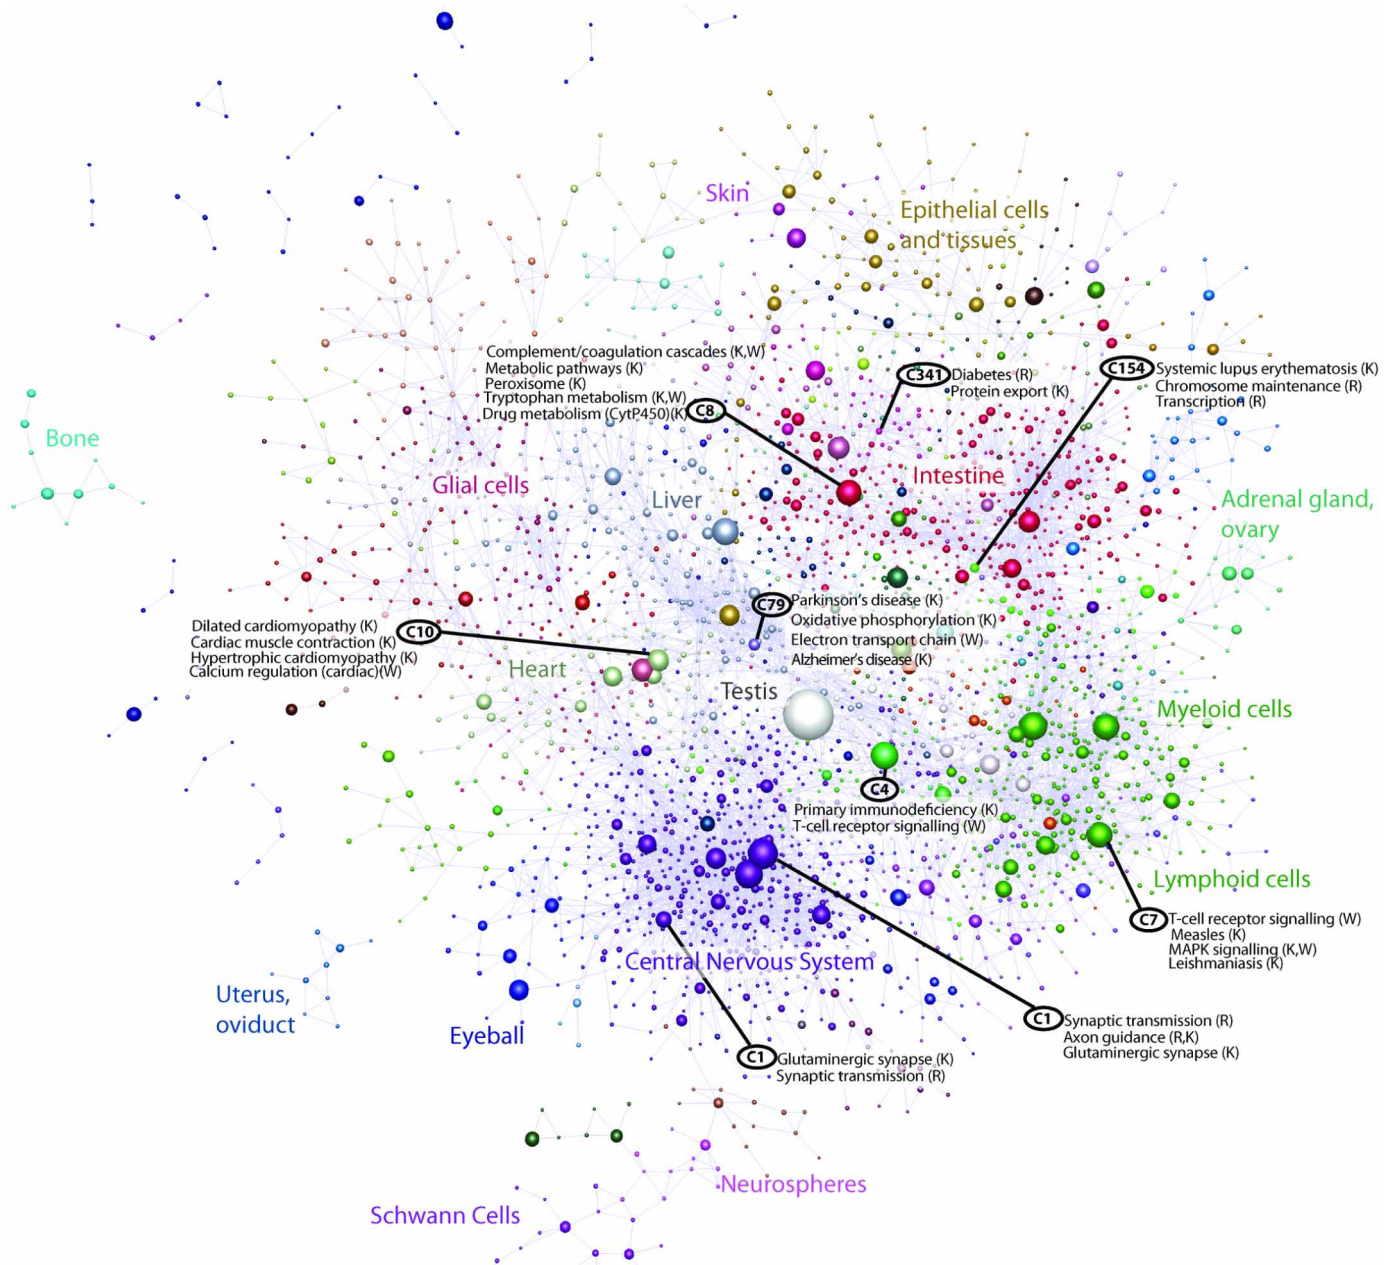 Skin
Epithelial cells
and tissues
Complement/coagulation cascades (K,W)
Metabolic pathways (K)
Peroxisome (K)
Tryptophan metabolism (K,W)
Drug metabolism (CytP450)(K)
C8
C341
Diabetes (R)
Protein export (K)
C154
Systemic lupus erythematosis (K)
Chromosome maintenance (R)
Transcription (R)
Bone
Glial cells
Liver
Intestine
Adrenal gland,
ovary
C79
Parkinson's disease (K)
Oxidative phosphorylation (K)
Electron transport chain (W)
Alzheimer's disease (K)
Dilated cardiomyopathy (K)
Cardiac muscle contraction (K)
Hypertrophic cardiomyopathy (K)
Calcium regulation (cardiac)(W)
C10
Heart
Testis
Myeloid cells
C4
Primary immunodeficiency (K)
T-cell receptor signalling (W)
Lymphoid cells
C7
T-cell receptor signalling (W)
Measles (K)
MAPK signalling (K,W)
Leishmaniasis (K)
Central Nervous System
Uterus,
oviduct
Eyeball
C1
Synaptic transmission (R)
Axon guidance (R,K)
Glutaminergic synapse (K)
C1
Glutaminergic synapse (K)
Synaptic transmission (R)
Neurospheres
Schwann Cells